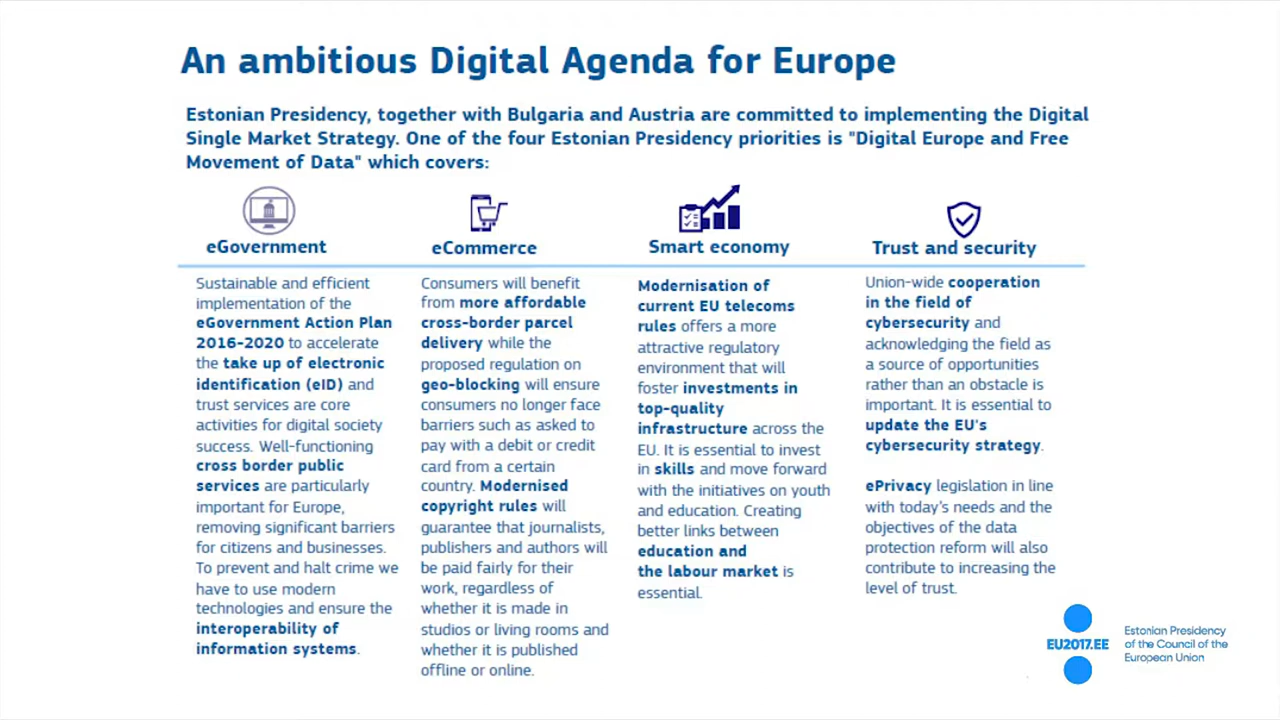 An ambitious Digital Agenda for Europe
Estonian Presidency, together with Bulgaria and Austria are committed to implementing the Digital
Single Market Strategy. One of the four Estonian Presidency priorities is "Digital Europe and Free
Movement of Data" which covers:
eGovernment
Sustainable and efficient
implementation of the
eGovernment Action Plan
2016-2020 to accelerate
the take up of electronic
identification (eID) and
trust services are core
activities for digital society
success. Well-functioning
cross border public
services are particularly
important for Europe,
removing significant barriers
for citizens and businesses.
To prevent and halt crime we
have to use modern
technologies and ensure the
interoperability of
information systems.
eCommerce
Consumers will benefit
from more affordable
cross-border parcel
delivery while the
proposed regulation on
geo-blocking will ensure
consumers no longer face
barriers such as asked to
pay with a debit or credit
card from a certain
country. Modernised
copyright rules will
guarantee that journalists,
publishers and authors will
be paid fairly for their
work, regardless of
whether it is made in
studios or living rooms and
whether it is published
offline or online.
Smart economy
Modernisation of
current EU telecoms
rules offers a more
attractive regulatory
environment that will
foster investments in
top-quality
infrastructure across the
EU. It is essential to invest
in skills and move forward
with the initiatives on youth
and education. Creating
better links between
education and
the labour market is
essential.
Trust and security
Union-wide cooperation
in the field of
cybersecurity and
acknowledging the field as
a source of opportunities
rather than an obstacle is
important. It is essential to
update the EU's
cybersecurity strategy.
ePrivacy legislation in line
with today's needs and the
objectives of the data
protection reform will also
contribute to increasing the
level of trust.
EU2017.EE
Estonian Presidency
of the Council of the
European Union